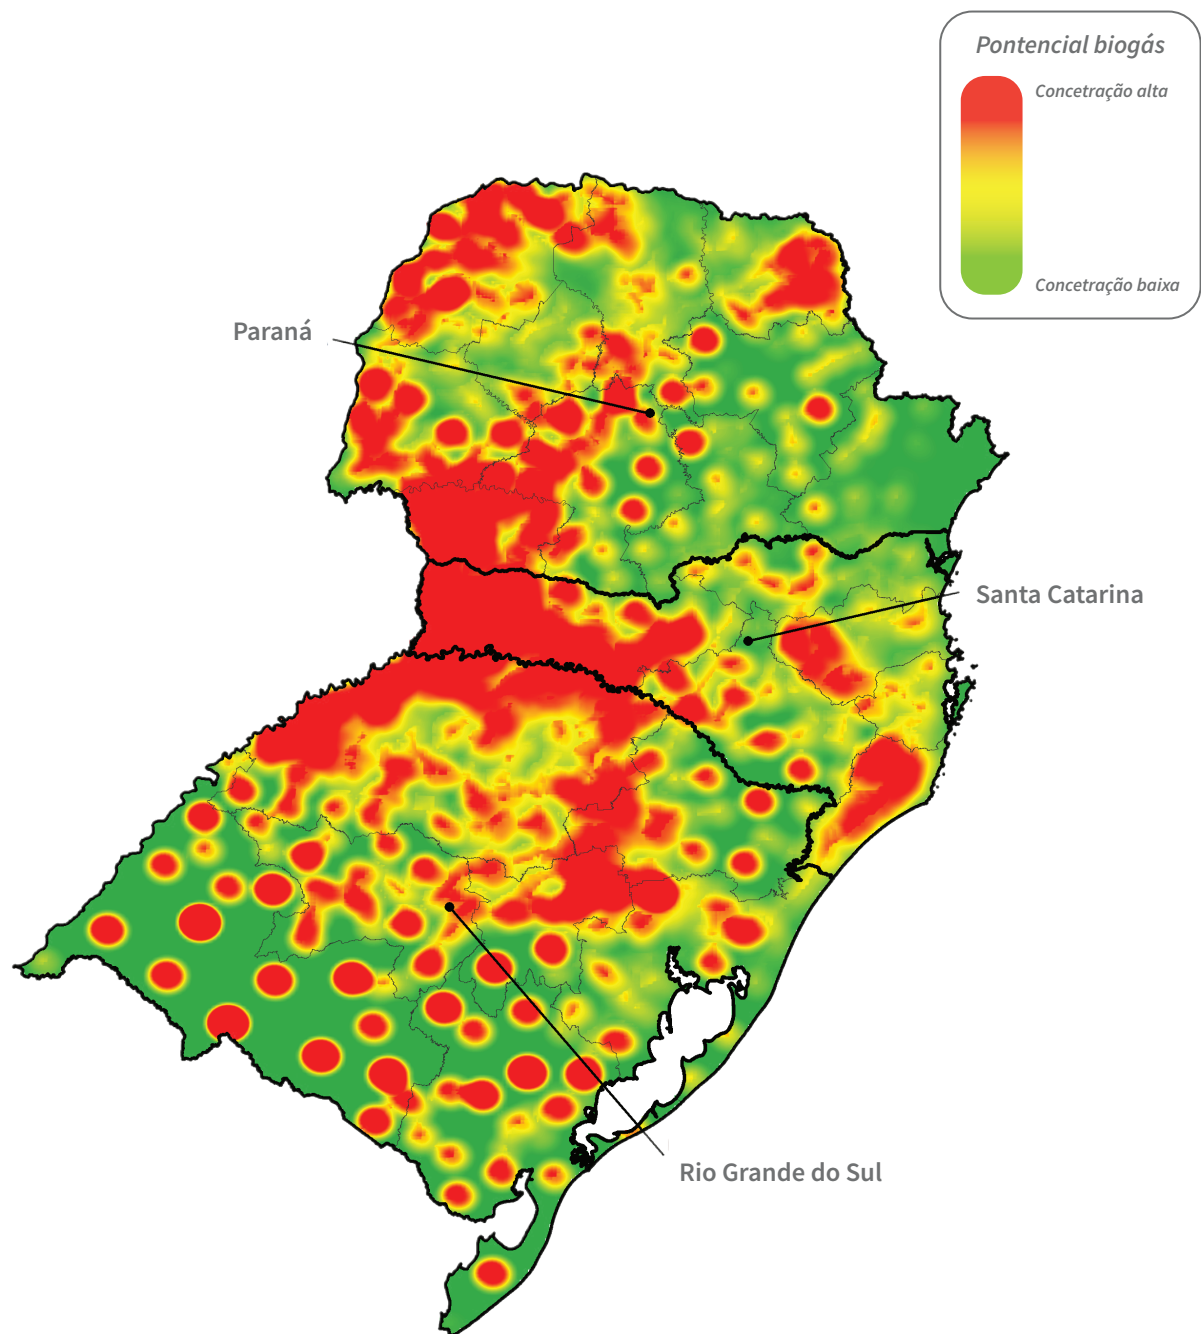 Pontencial biogás
Concetração alta
Concetração baixa
Paraná
Santa Catarina
Rio Grande do Sul